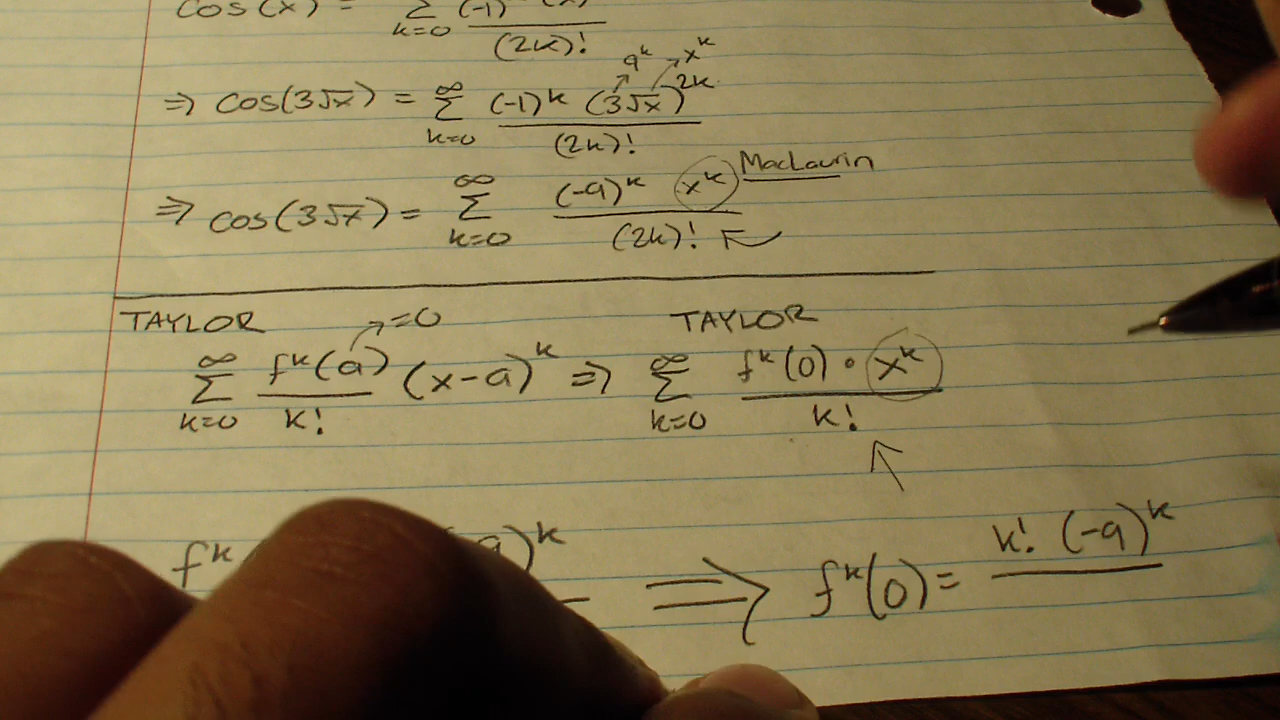 cos(x) = Σ k=0 (-1) (x) / (2k)!
9^k x^k
⇒ cos(3√x) = ∞ Σ k=0 (-1)^k (3√x)^2k / (2k)!
MacLaurin
⇒ cos(3√x) = ∞ Σ k=0 (-9)^k x^k / (2k)!
TAYLOR =0 TAYLOR
∞ Σ k=0 f^k(a) / k! (x-a)^k ⇒ ∞ Σ k=0 f^k(0) · x^k / k!
f^k 9)^k ⟹ f^k(0) = k! (-9)^k